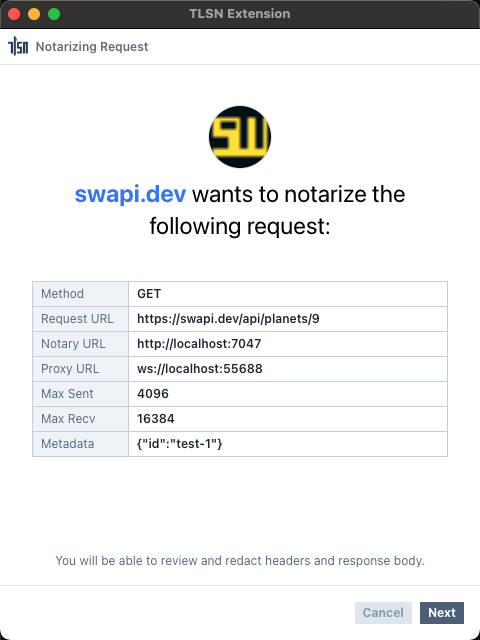 TLSN Extension
TLSN Notarizing Request
SW
swapi.dev wants to notarize the
following request:
Method GET
Request URL https://swapi.dev/api/planets/9
Notary URL http://localhost:7047
Proxy URL ws://localhost:55688
Max Sent 4096
Max Recv 16384
Metadata {"id":"test-1"}
You will be able to review and redact headers and response body.
Cancel Next